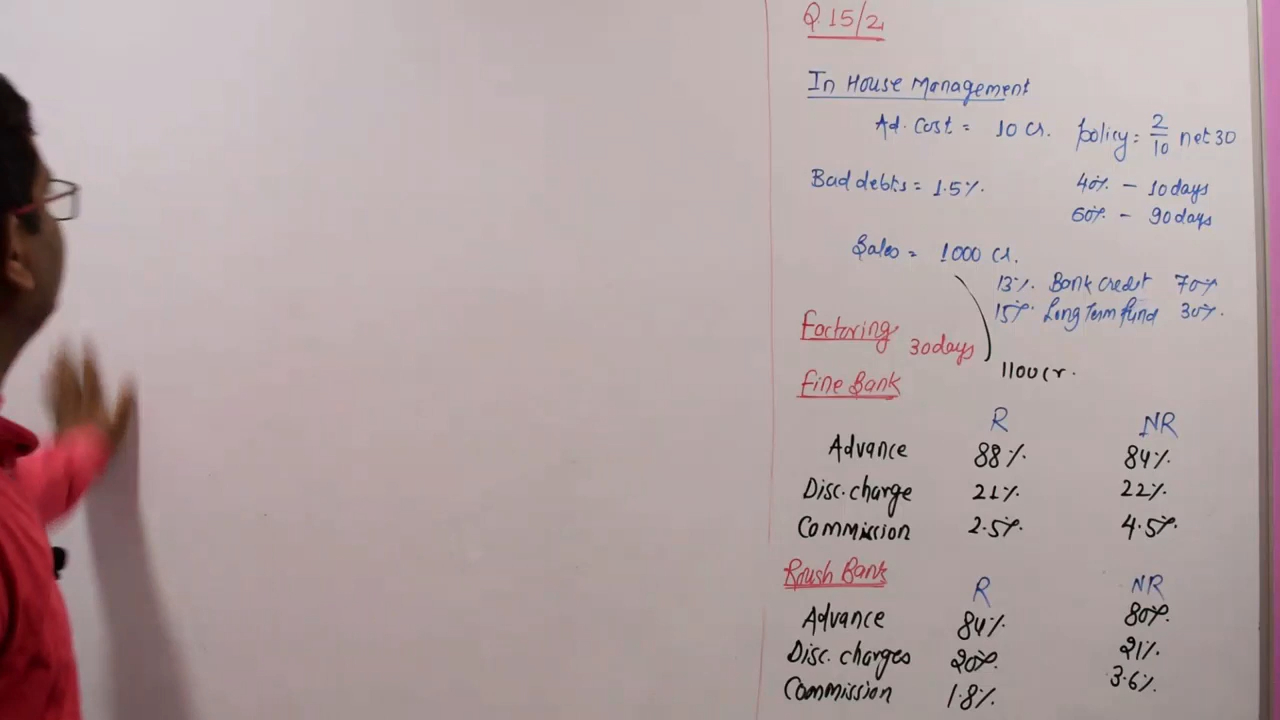 Q.15/2
In House Management
Ad. Cost = 10 Cr. Policy = 2/10 net 30
Bad debts = 1.5% 40% - 10 days
60% - 90 days
Sales = 1000 Cr.
13% Bank credit 70%
15% Long Term fund 30%
Factoring 30 days
1100 Cr.
Fine Bank
R NR
Advance 88% 84%
Disc. charge 21% 22%
Commission 2.5% 4.5%
Roush Bank
R NR
Advance 84% 80%
Disc. charges 20% 21%
Commission 1.8% 3.6%